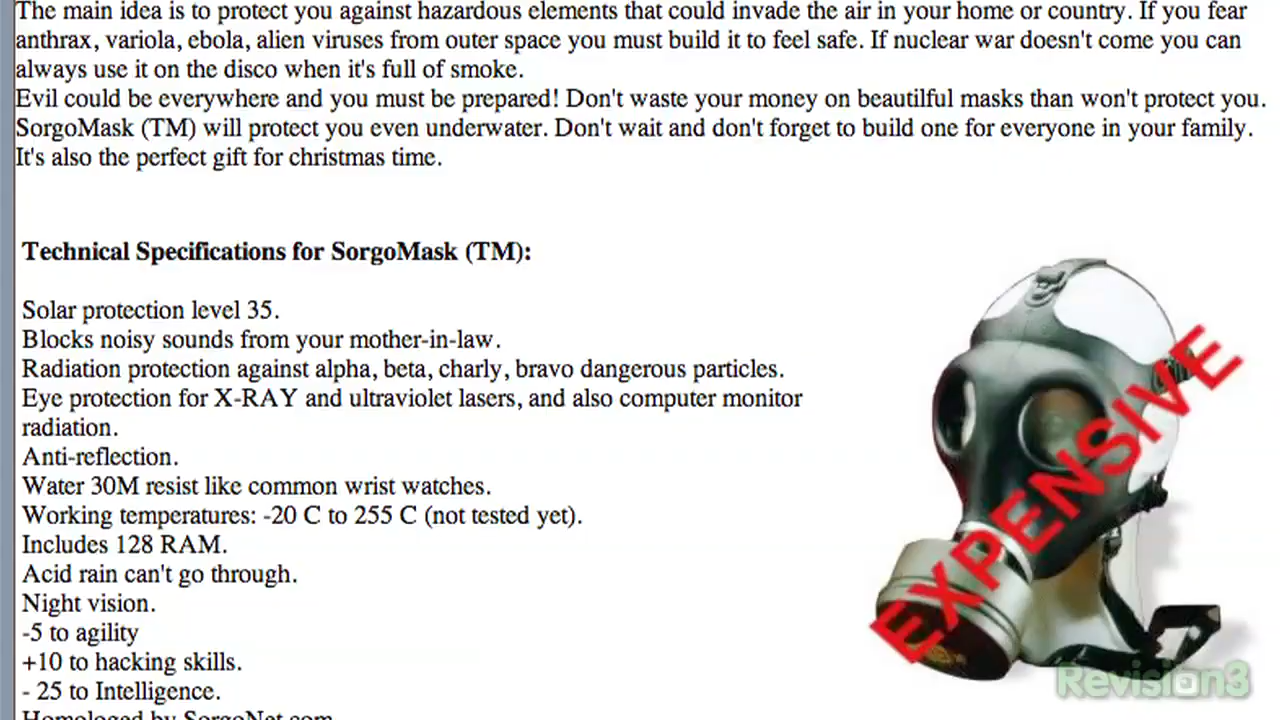 The main idea is to protect you against hazardous elements that could invade the air in your home or country. If you fear
anthrax, variola, ebola, alien viruses from outer space you must build it to feel safe. If nuclear war doesn't come you can
always use it on the disco when it's full of smoke.
Evil could be everywhere and you must be prepared! Don't waste your money on beautilful masks than won't protect you.
SorgoMask (TM) will protect you even underwater. Don't wait and don't forget to build one for everyone in your family.
It's also the perfect gift for christmas time.
Technical Specifications for SorgoMask (TM):
Solar protection level 35.
Blocks noisy sounds from your mother-in-law.
Radiation protection against alpha, beta, charly, bravo dangerous particles.
Eye protection for X-RAY and ultraviolet lasers, and also computer monitor
radiation.
Anti-reflection.
Water 30M resist like common wrist watches.
Working temperatures: -20 C to 255 C (not tested yet).
Includes 128 RAM.
Acid rain can't go through.
Night vision.
-5 to agility
+10 to hacking skills.
- 25 to Intelligence.
Homologed by SorgoNet.com
EXPENSIVE
Revision3